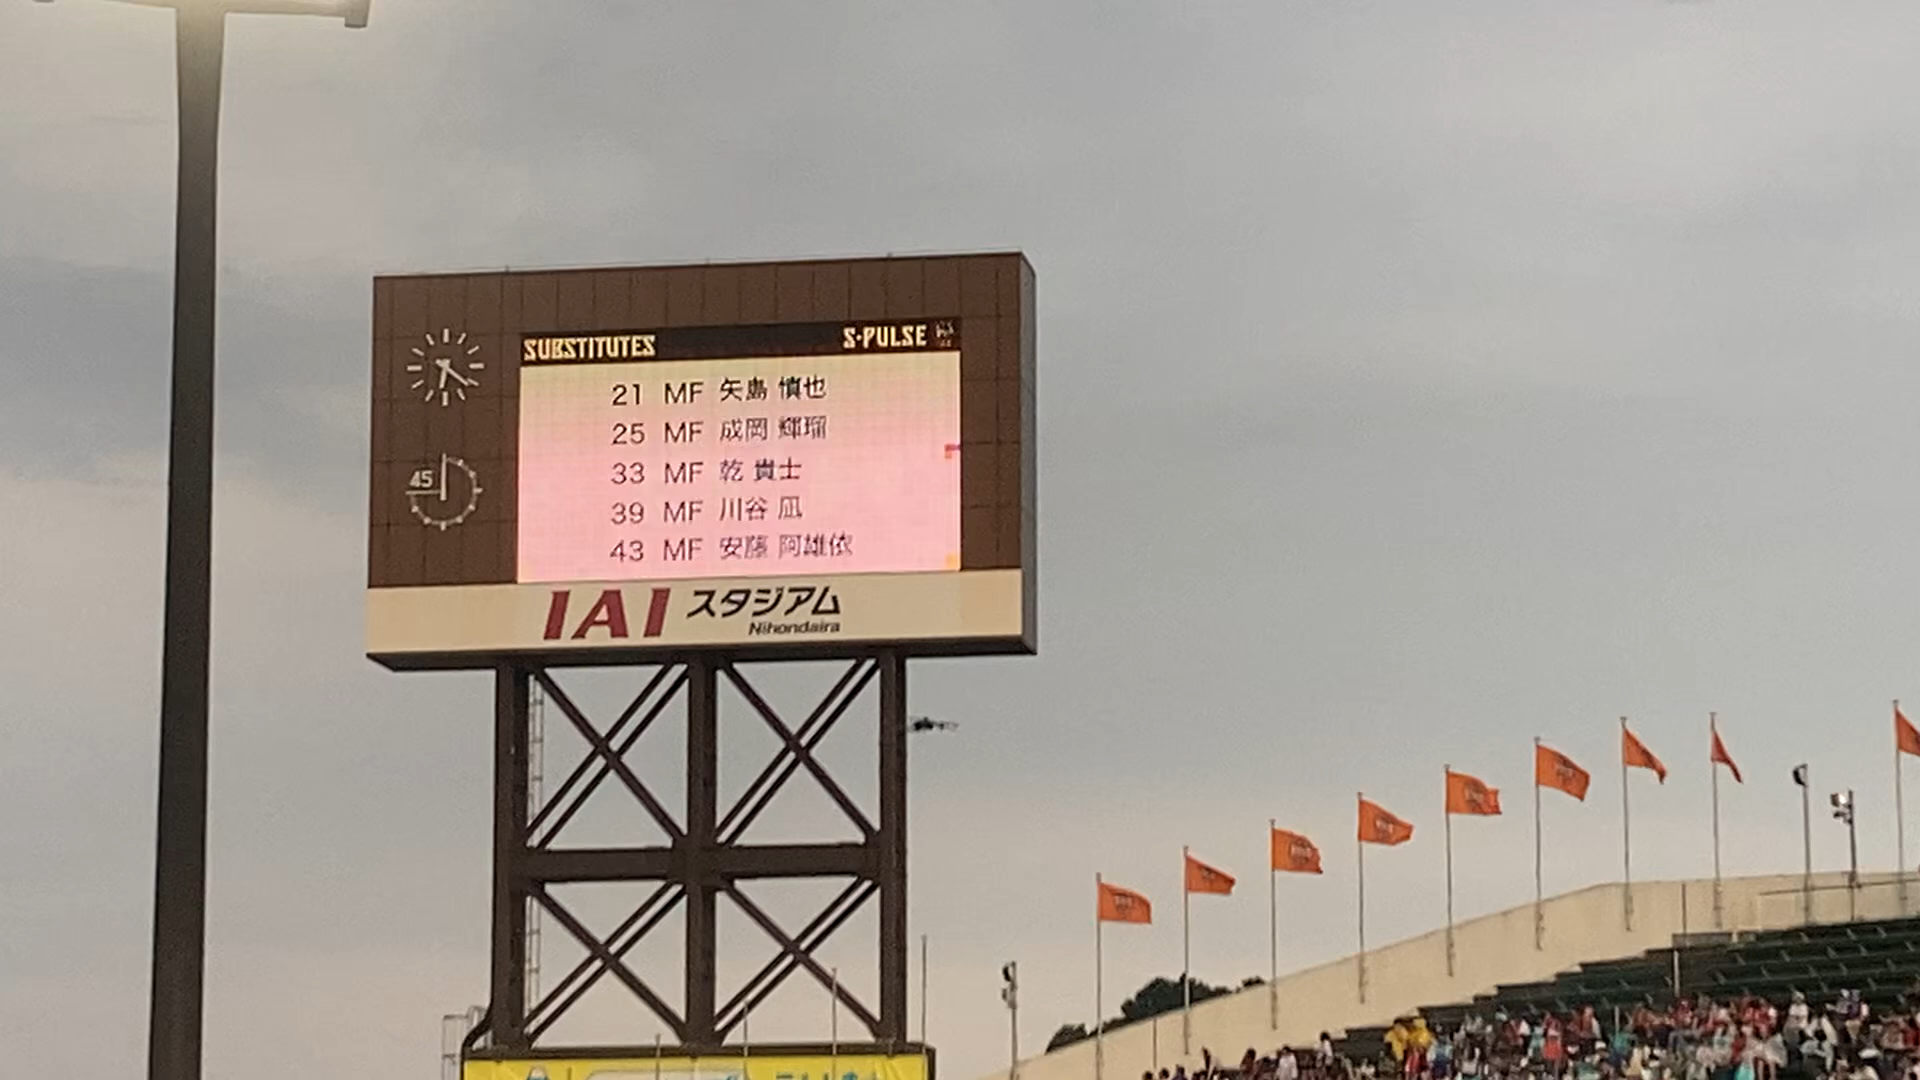 SUBSTITUTES S-PULSE
21 MF 矢島 慎也
25 MF 成岡 輝瑠
33 MF 乾 貴士
39 MF 川谷 凪
43 MF 安藤 阿雄依
45
IAI スタジアム
Nihondaira